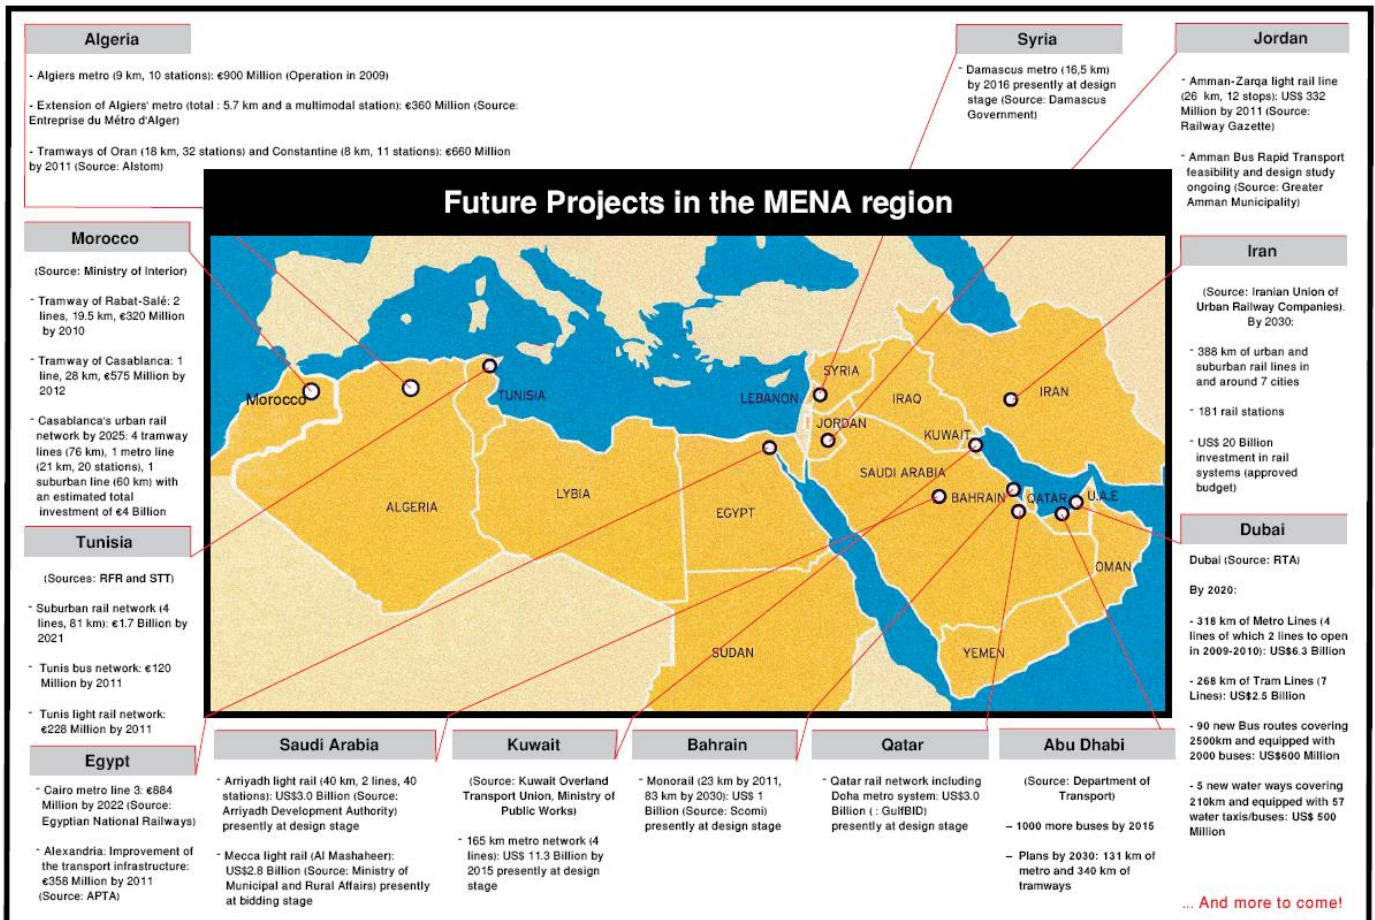 Algeria
- Algiers metro (9 km, 10 stations): €900 Million (Operation in 2009)
- Extension of Algiers' metro (total : 5.7 km and a multimodal station): €360 Million (Source:
Entreprise du Métro d'Alger)
- Tramways of Oran (18 km, 32 stations) and Constantine (8 km, 11 stations): €660 Million
by 2011 (Source: Alstom)
Syria
- Damascus metro (16,5 km)
by 2016 presently at design
stage (Source: Damascus
Government)
Jordan
- Amman-Zarqa light rail line
(26 km, 12 stops): US$ 332
Million by 2011 (Source:
Railway Gazette)
- Amman Bus Rapid Transport
feasibility and design study
ongoing (Source: Greater
Amman Municipality)
Future Projects in the MENA region
Morocco
(Source: Ministry of Interior)
- Tramway of Rabat-Salé: 2
lines, 19.5 km, €320 Million
by 2010
- Tramway of Casablanca: 1
line, 28 km, €575 Million by
2012
- Casablanca's urban rail
network by 2025: 4 tramway
lines (76 km), 1 metro line
(21 km, 20 stations), 1
suburban line (60 km) with
an estimated total
investment of €4 Billion
Iran
(Source: Iranian Union of
Urban Railway Companies).
By 2030:
- 388 km of urban and
suburban rail lines in
and around 7 cities
- 181 rail stations
- US$ 20 Billion
investment in rail
systems (approved
budget)
Morocco
TUNISIA
LEBANON
SYRIA
IRAQ
IRAN
JORDAN
KUWAIT
SAUDI ARABIA
BAHRAIN
QATAR
U.A.E
ALGERIA
LYBIA
EGYPT
OMAN
SUDAN
YEMEN
Tunisia
(Sources: RFR and STT)
- Suburban rail network (4
lines, 81 km): €1.7 Billion by
2021
- Tunis bus network: €120
Million by 2011
- Tunis light rail network:
€228 Million by 2011
Dubai
Dubai (Source: RTA)
By 2020:
- 318 km of Metro Lines (4
lines of which 2 lines to open
in 2009-2010): US$6.3 Billion
- 268 km of Tram Lines (7
Lines): US$2.5 Billion
- 90 new Bus routes covering
2500km and equipped with
2000 buses: US$600 Million
- 5 new water ways covering
210km and equipped with 57
water taxis/buses: US$ 500
Million
Egypt
- Cairo metro line 3: €884
Million by 2022 (Source:
Egyptian National Railways)
- Alexandria: Improvement of
the transport infrastructure:
€358 Million by 2011
(Source: APTA)
Saudi Arabia
- Arriyadh light rail (40 km, 2 lines, 40
stations): US$3.0 Billion (Source:
Arriyadh Development Authority)
presently at design stage
- Mecca light rail (Al Mashaheer):
US$2.8 Billion (Source: Ministry of
Municipal and Rural Affairs) presently
at bidding stage
Kuwait
(Source: Kuwait Overland
Transport Union, Ministry of
Public Works)
- 165 km metro network (4
lines): US$ 11.3 Billion by
2015 presently at design
stage
Bahrain
- Monorail (23 km by 2011,
83 km by 2030): US$ 1
Billion (Source: Scomi)
presently at design stage
Qatar
- Qatar rail network including
Doha metro system: US$3.0
Billion ( : GulfBID)
presently at design stage
Abu Dhabi
(Source: Department of
Transport)
– 1000 more buses by 2015
– Plans by 2030: 131 km of
metro and 340 km of
tramways
... And more to come!